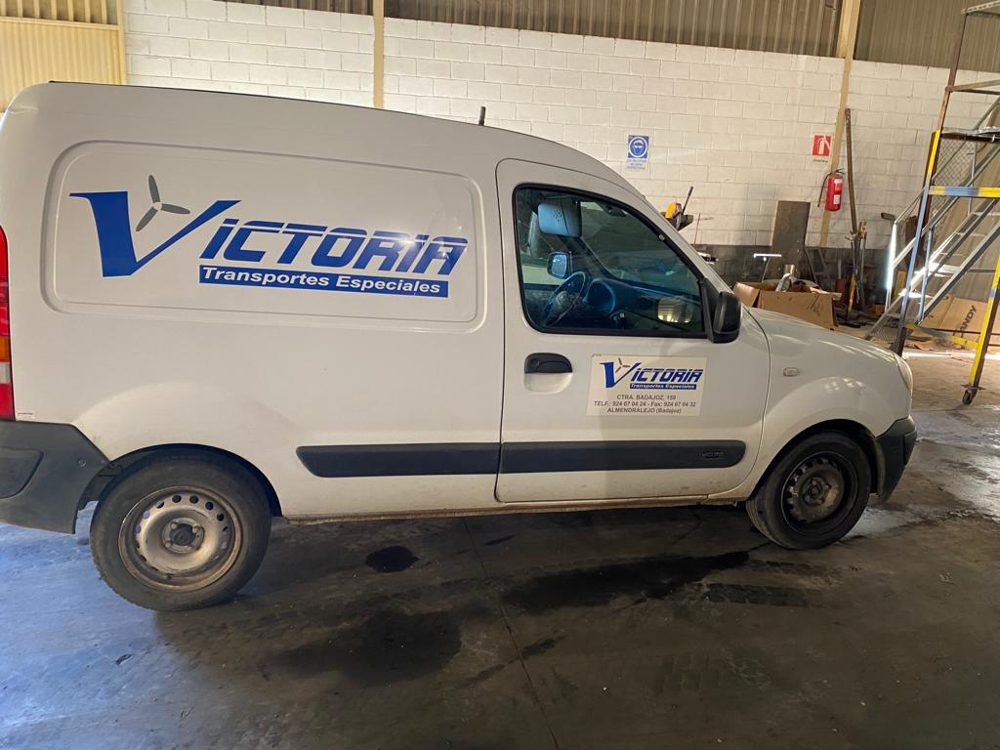 VICTORIA
Transportes Especiales
VICTORIA
Transportes Especiales
CTRA. BADAJOZ, 159
TELF.: 924 67 04 24 - Fax: 924 67 04 32
ALMENDRALEJO (Badajoz)